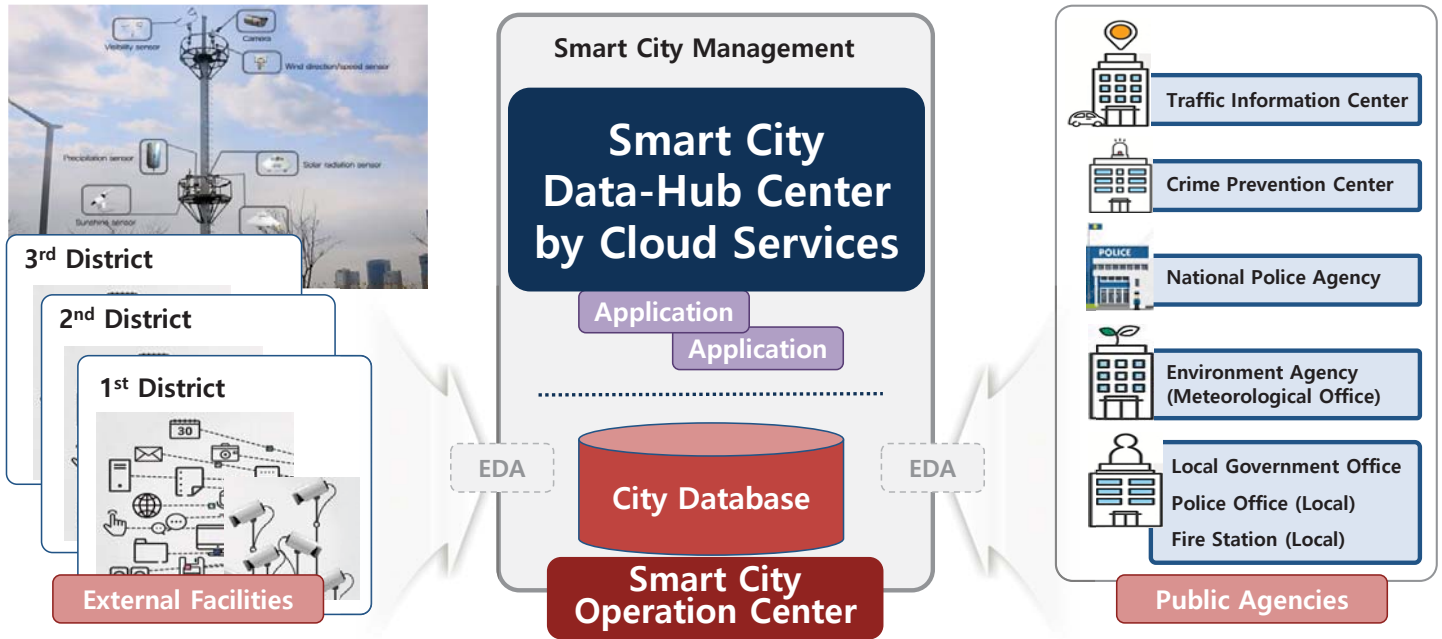 Visibility sensor
Camera
Wind direction/speed sensor
Precipitation sensor
Solar radiation sensor
Sunshine sensor
3rd District
2nd District
1st District
30
External Facilities
EDA
Smart City Management
Smart City
Data-Hub Center
by Cloud Services
Application
Application
City Database
Smart City
Operation Center
EDA
Traffic Information Center
Crime Prevention Center
POLICE
National Police Agency
Environment Agency
(Meteorological Office)
Local Government Office
Police Office (Local)
Fire Station (Local)
Public Agencies